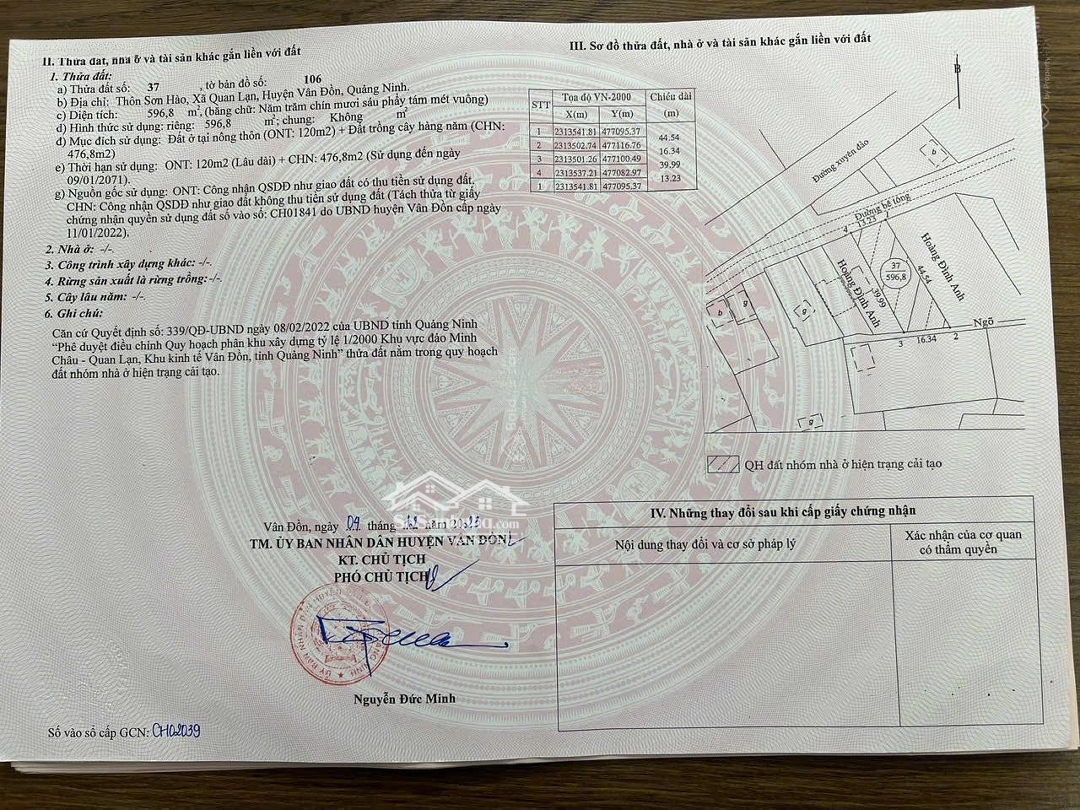 II. Thửa đất, nhà ở và tài sản khác gắn liền với đất
1. Thửa đất:
a) Thửa đất số: 37 , tờ bản đồ số: 106
b) Địa chỉ: Thôn Sơn Hào, Xã Quan Lạn, Huyện Vân Đồn, Quảng Ninh.
c) Diện tích: 596,8 m², (bằng chữ: Năm trăm chín mươi sáu phẩy tám mét vuông)
d) Hình thức sử dụng: riêng: 596,8 m²; chung: Không m²
đ) Mục đích sử dụng: Đất ở tại nông thôn (ONT: 120m2) + Đất trồng cây hàng năm (CHN:
476,8m2)
e) Thời hạn sử dụng: ONT: 120m2 (Lâu dài) + CHN: 476,8m2 (Sử dụng đến ngày
09/01/2071).
g) Nguồn gốc sử dụng: ONT: Công nhận QSDĐ như giao đất có thu tiền sử dụng đất.
CHN: Công nhận QSDĐ như giao đất không thu tiền sử dụng đất (Tách thửa từ giấy
chứng nhận quyền sử dụng đất số vào sổ: CH01841 do UBND huyện Vân Đồn cấp ngày
11/01/2022).
2. Nhà ở: -/-.
3. Công trình xây dựng khác: -/-.
4. Rừng sản xuất là rừng trồng:-/-.
5. Cây lâu năm: -/-.
6. Ghi chú:
Căn cứ Quyết định số: 339/QĐ-UBND ngày 08/02/2022 của UBND tỉnh Quảng Ninh
“Phê duyệt điều chỉnh Quy hoạch phân khu xây dựng tỷ lệ 1/2000 Khu vực đảo Minh
Châu - Quan Lạn, Khu kinh tế Vân Đồn, tỉnh Quảng Ninh” thửa đất nằm trong quy hoạch
đất nhóm nhà ở hiện trạng cải tạo.
Vân Đồn, ngày 09 tháng năm
TM. ỦY BAN NHÂN DÂN HUYỆN VÂN ĐỒN
KT. CHỦ TỊCH
PHÓ CHỦ TỊCH
Nguyễn Đức Minh
Số vào sổ cấp GCN: CH02039
III. Sơ đồ thửa đất, nhà ở và tài sản khác gắn liền với đất
STT Tọa độ VN-2000 Chiều dài
X(m) Y(m) (m)
1 2313541.81 477095.37
44.54
2 2313502.74 477116.76
16.34
3 2313501.26 477100.49
39.99
4 2313537.21 477082.97
13.23
1 2313541.81 477095.37
B
Đường xuyên đảo
b
Đường bê tông
4 13.23 1
Hoàng Đình Anh
37
596,8
44.54
39.99
Hoàng Đình Anh
g
g
b
Ngõ
3 16.34 2
g
QH đất nhóm nhà ở hiện trạng cải tạo
IV. Những thay đổi sau khi cấp giấy chứng nhận
Nội dung thay đổi và cơ sở pháp lý
Xác nhận của cơ quan
có thẩm quyền